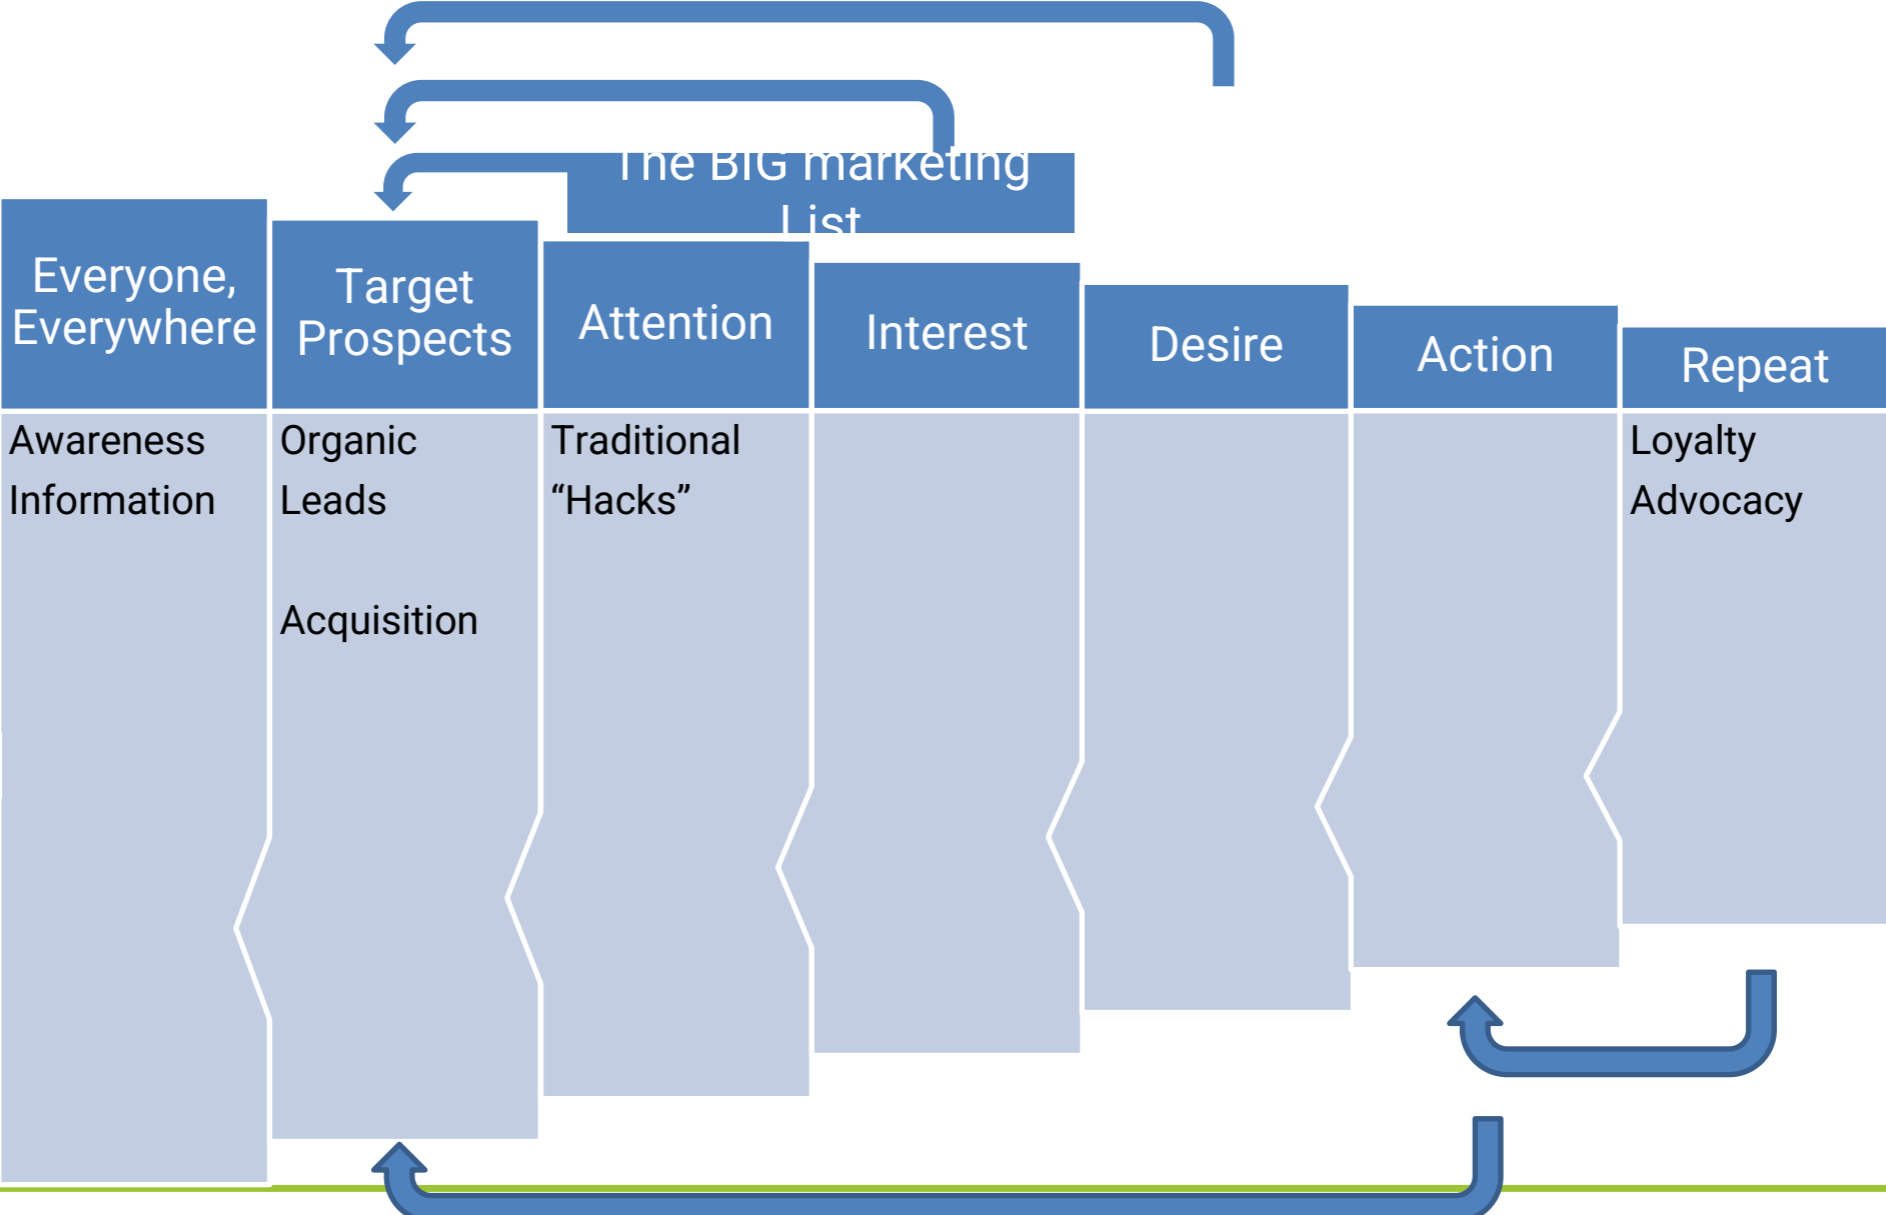 The BIG marketing
List
Everyone,
Everywhere
Target
Prospects
Attention
Interest
Desire
Action
Repeat
Awareness
Information
Organic
Leads
Acquisition
Traditional
“Hacks”
Loyalty
Advocacy